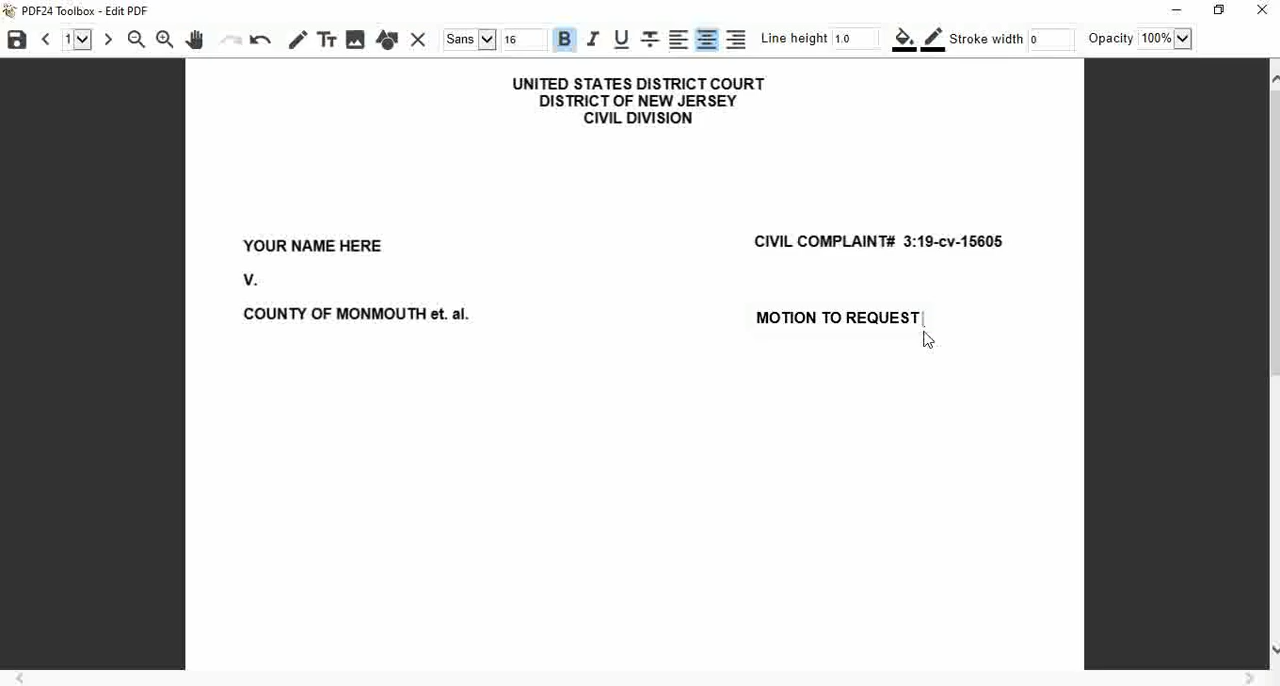 PDF24 Toolbox - Edit PDF
1 Sans 16 B I U T Line height 1.0 Stroke width 0 Opacity 100%
UNITED STATES DISTRICT COURT
DISTRICT OF NEW JERSEY
CIVIL DIVISION
YOUR NAME HERE
CIVIL COMPLAINT# 3:19-cv-15605
V.
COUNTY OF MONMOUTH et. al.
MOTION TO REQUEST